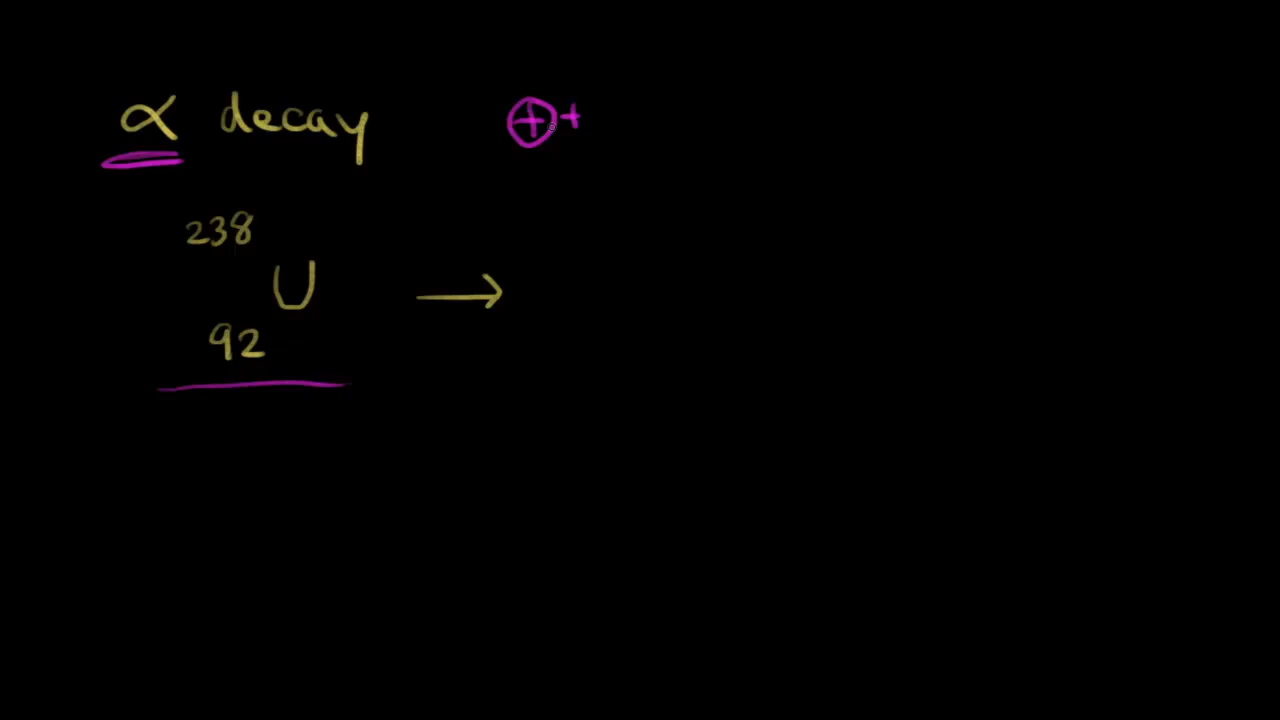 α decay ⊕+
238
U →
92